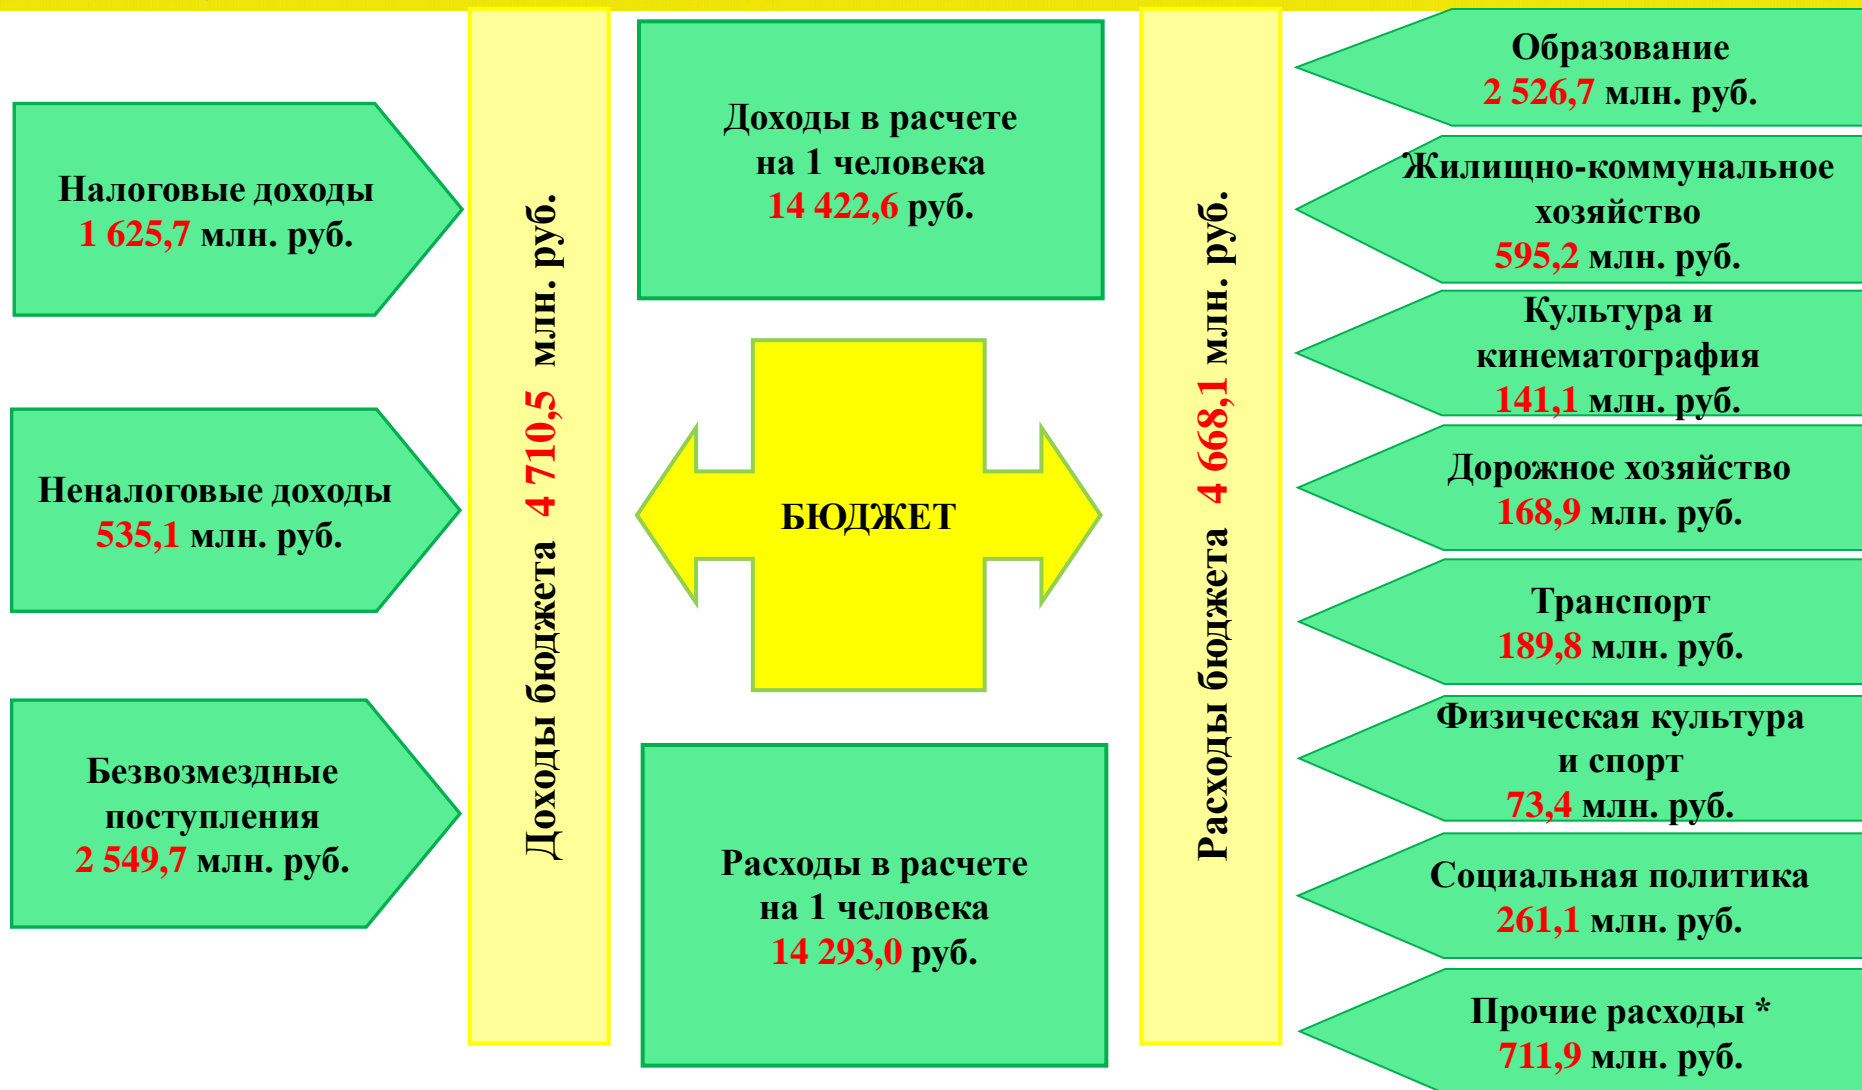 Налоговые доходы
1 625,7 млн. руб.
Неналоговые доходы
535,1 млн. руб.
Безвозмездные
поступления
2 549,7 млн. руб.
Доходы бюджета 4 710,5 млн. руб.
Доходы в расчете
на 1 человека
14 422,6 руб.
БЮДЖЕТ
Расходы в расчете
на 1 человека
14 293,0 руб.
Расходы бюджета 4 668,1 млн. руб.
Образование
2 526,7 млн. руб.
Жилищно-коммунальное
хозяйство
595,2 млн. руб.
Культура и
кинематография
141,1 млн. руб.
Дорожное хозяйство
168,9 млн. руб.
Транспорт
189,8 млн. руб.
Физическая культура
и спорт
73,4 млн. руб.
Социальная политика
261,1 млн. руб.
Прочие расходы *
711,9 млн. руб.